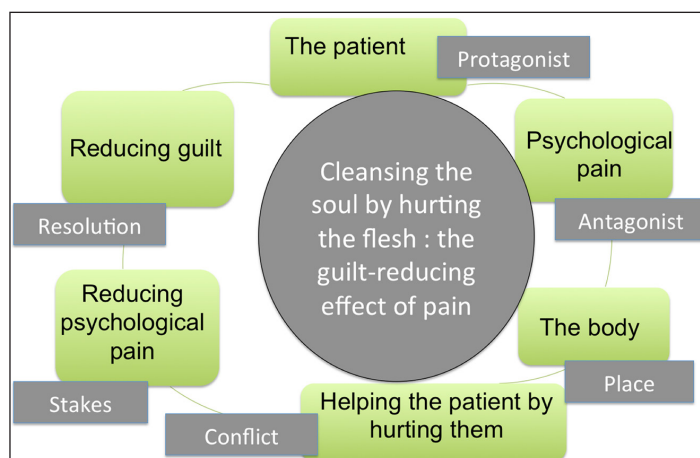 The patient
Protagonist
Psychological
pain
Antagonist
The body
Place
Helping the patient by
hurting them
Conflict
Reducing
psychological
pain
Stakes
Reducing guilt
Resolution
Cleansing the
soul by hurting
the flesh : the
guilt-reducing
effect of pain